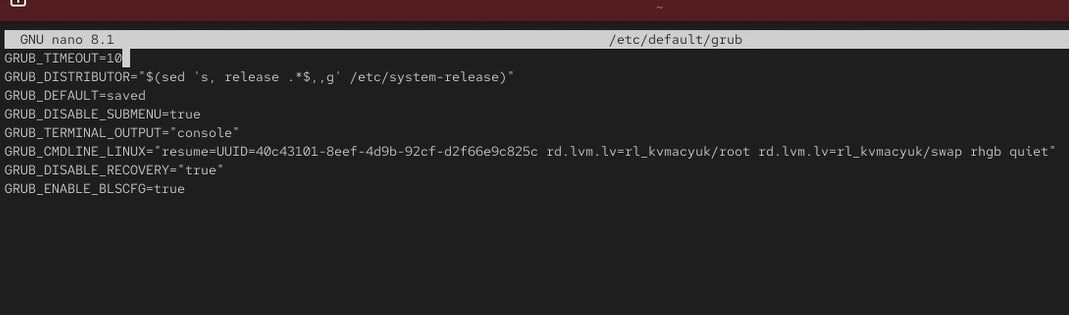 ~
GNU nano 8.1 /etc/default/grub
GRUB_TIMEOUT=10
GRUB_DISTRIBUTOR="$(sed 's, release .*$,,g' /etc/system-release)"
GRUB_DEFAULT=saved
GRUB_DISABLE_SUBMENU=true
GRUB_TERMINAL_OUTPUT="console"
GRUB_CMDLINE_LINUX="resume=UUID=40c43101-8eef-4d9b-92cf-d2f66e9c825c rd.lvm.lv=rl_kvmacyuk/root rd.lvm.lv=rl_kvmacyuk/swap rhgb quiet"
GRUB_DISABLE_RECOVERY="true"
GRUB_ENABLE_BLSCFG=true